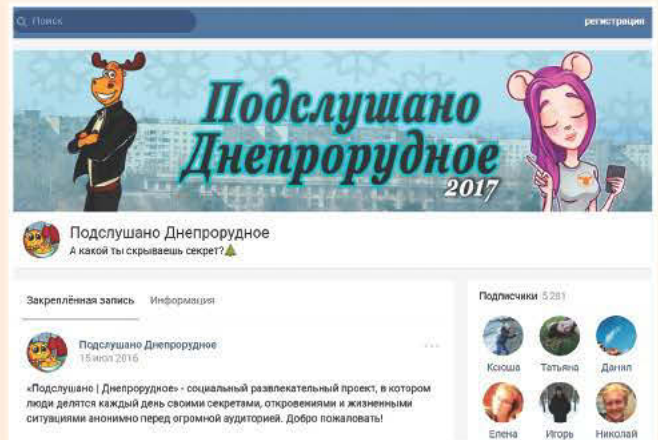 Поиск
регистрация
Подслушано
Днепрорудное
2017
Подслушано Днепрорудное
А какой ты скрываешь секрет?🎄
Закреплённая запись Информация
Подписчики 5 281
Подслушано Днепрорудное
15 июл 2016
«Подслушано | Днепрорудное» - социальный развлекательный проект, в котором
люди делятся каждый день своими секретами, откровениями и жизненными
ситуациями анонимно перед огромной аудиторией. Добро пожаловать!
Ксюша Татьяна Данил
Елена Игорь Николай